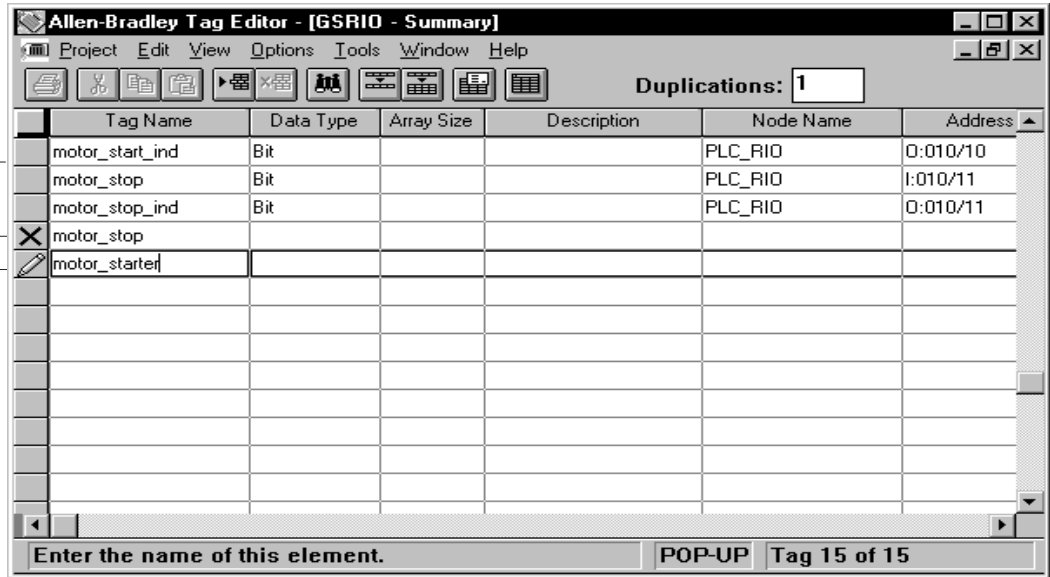 Allen-Bradley Tag Editor - [GSRIO - Summary]
Project Edit View Options Tools Window Help
Duplications: 1
Tag Name Data Type Array Size Description Node Name Address
motor_start_ind Bit PLC_RIO O:010/10
motor_stop Bit PLC_RIO I:010/11
motor_stop_ind Bit PLC_RIO O:010/11
motor_stop
motor_starter
Enter the name of this element. POP-UP Tag 15 of 15